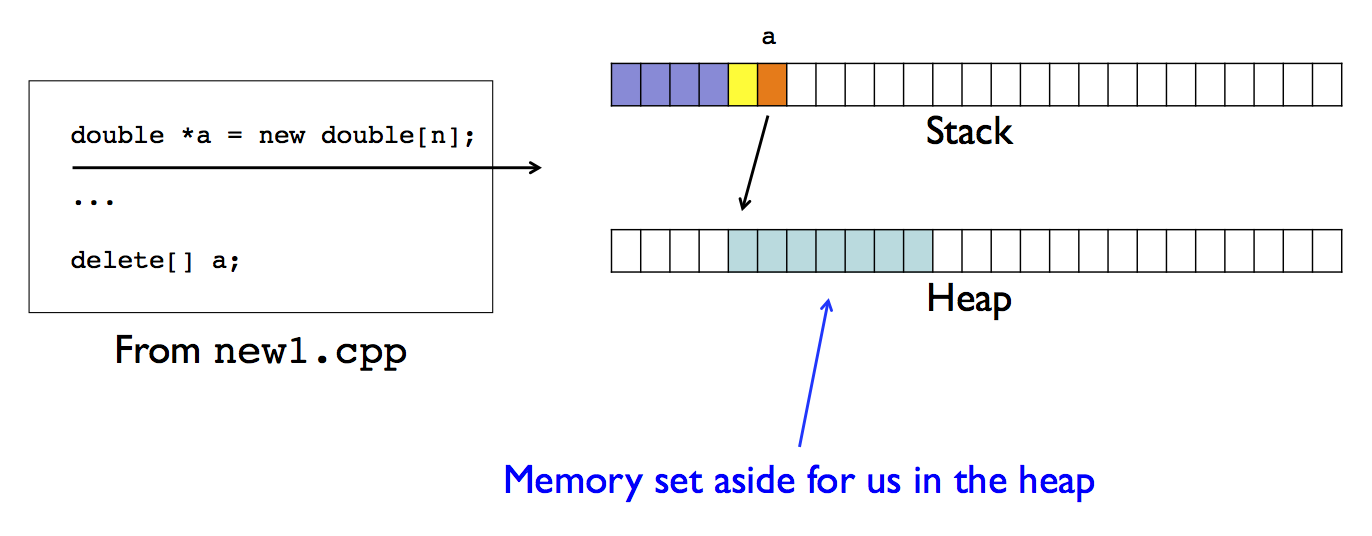 double *a = new double[n];
...
delete[] a;
From new1.cpp
a
Stack
Heap
Memory set aside for us in the heap